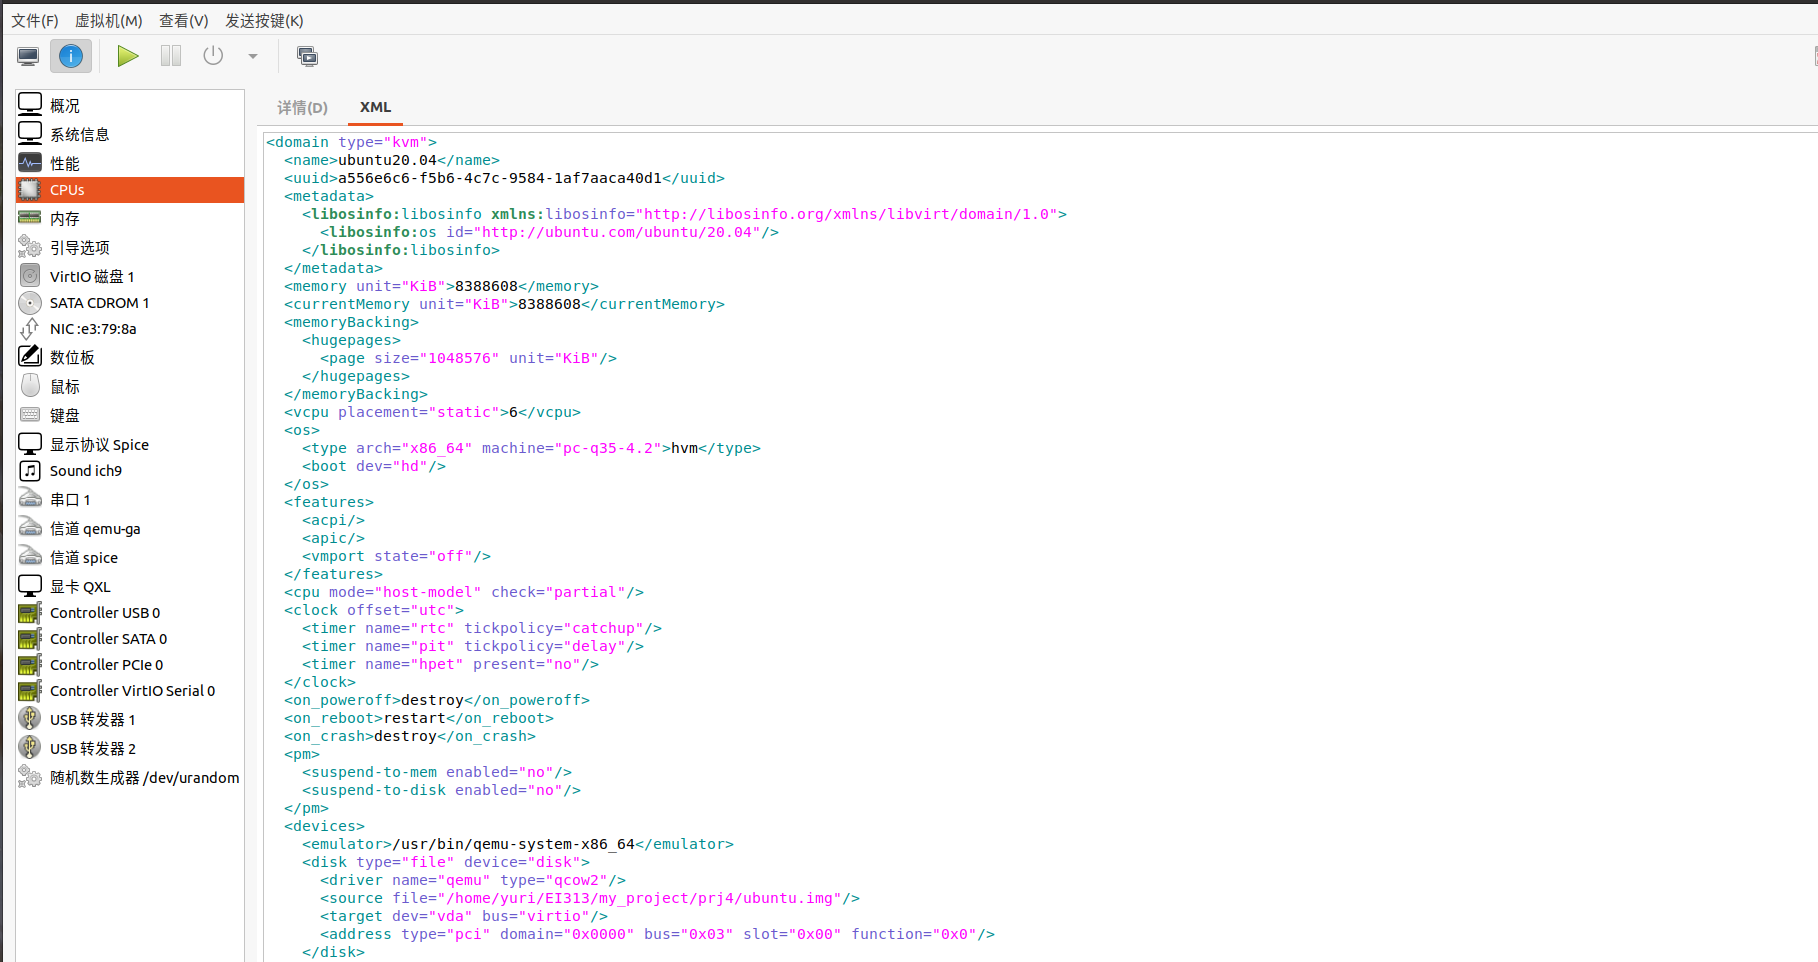 文件(F) 虚拟机(M) 查看(V) 发送按键(K)
概况
系统信息
性能
CPUs
内存
引导选项
VirtIO 磁盘 1
SATA CDROM 1
NIC :e3:79:8a
数位板
鼠标
键盘
显示协议 Spice
Sound ich9
串口 1
信道 qemu-ga
信道 spice
显卡 QXL
Controller USB 0
Controller SATA 0
Controller PCIe 0
Controller VirtIO Serial 0
USB 转发器 1
USB 转发器 2
随机数生成器 /dev/urandom
详情(D) XML
<domain type="kvm">
  <name>ubuntu20.04</name>
  <uuid>a556e6c6-f5b6-4c7c-9584-1af7aaca40d1</uuid>
  <metadata>
    <libosinfo:libosinfo xmlns:libosinfo="http://libosinfo.org/xmlns/libvirt/domain/1.0">
      <libosinfo:os id="http://ubuntu.com/ubuntu/20.04"/>
    </libosinfo:libosinfo>
  </metadata>
  <memory unit="KiB">8388608</memory>
  <currentMemory unit="KiB">8388608</currentMemory>
  <memoryBacking>
    <hugepages>
      <page size="1048576" unit="KiB"/>
    </hugepages>
  </memoryBacking>
  <vcpu placement="static">6</vcpu>
  <os>
    <type arch="x86_64" machine="pc-q35-4.2">hvm</type>
    <boot dev="hd"/>
  </os>
  <features>
    <acpi/>
    <apic/>
    <vmport state="off"/>
  </features>
  <cpu mode="host-model" check="partial"/>
  <clock offset="utc">
    <timer name="rtc" tickpolicy="catchup"/>
    <timer name="pit" tickpolicy="delay"/>
    <timer name="hpet" present="no"/>
  </clock>
  <on_poweroff>destroy</on_poweroff>
  <on_reboot>restart</on_reboot>
  <on_crash>destroy</on_crash>
  <pm>
    <suspend-to-mem enabled="no"/>
    <suspend-to-disk enabled="no"/>
  </pm>
  <devices>
    <emulator>/usr/bin/qemu-system-x86_64</emulator>
    <disk type="file" device="disk">
      <driver name="qemu" type="qcow2"/>
      <source file="/home/yuri/EI313/my_project/prj4/ubuntu.img"/>
      <target dev="vda" bus="virtio"/>
      <address type="pci" domain="0x0000" bus="0x03" slot="0x00" function="0x0"/>
    </disk>